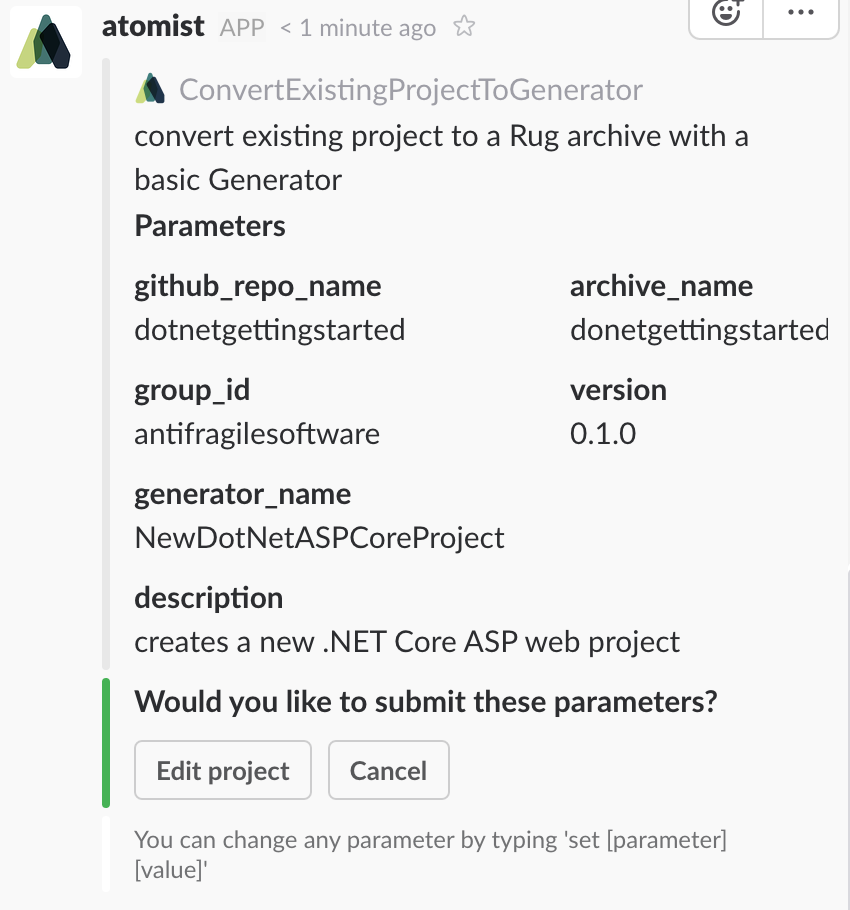 atomist APP < 1 minute ago
ConvertExistingProjectToGenerator
convert existing project to a Rug archive with a
basic Generator
Parameters
github_repo_name archive_name
dotnetgettingstarted donetgettingstarted
group_id version
antifragilesoftware 0.1.0
generator_name
NewDotNetASPCoreProject
description
creates a new .NET Core ASP web project
Would you like to submit these parameters?
Edit project Cancel
You can change any parameter by typing 'set [parameter]
[value]'